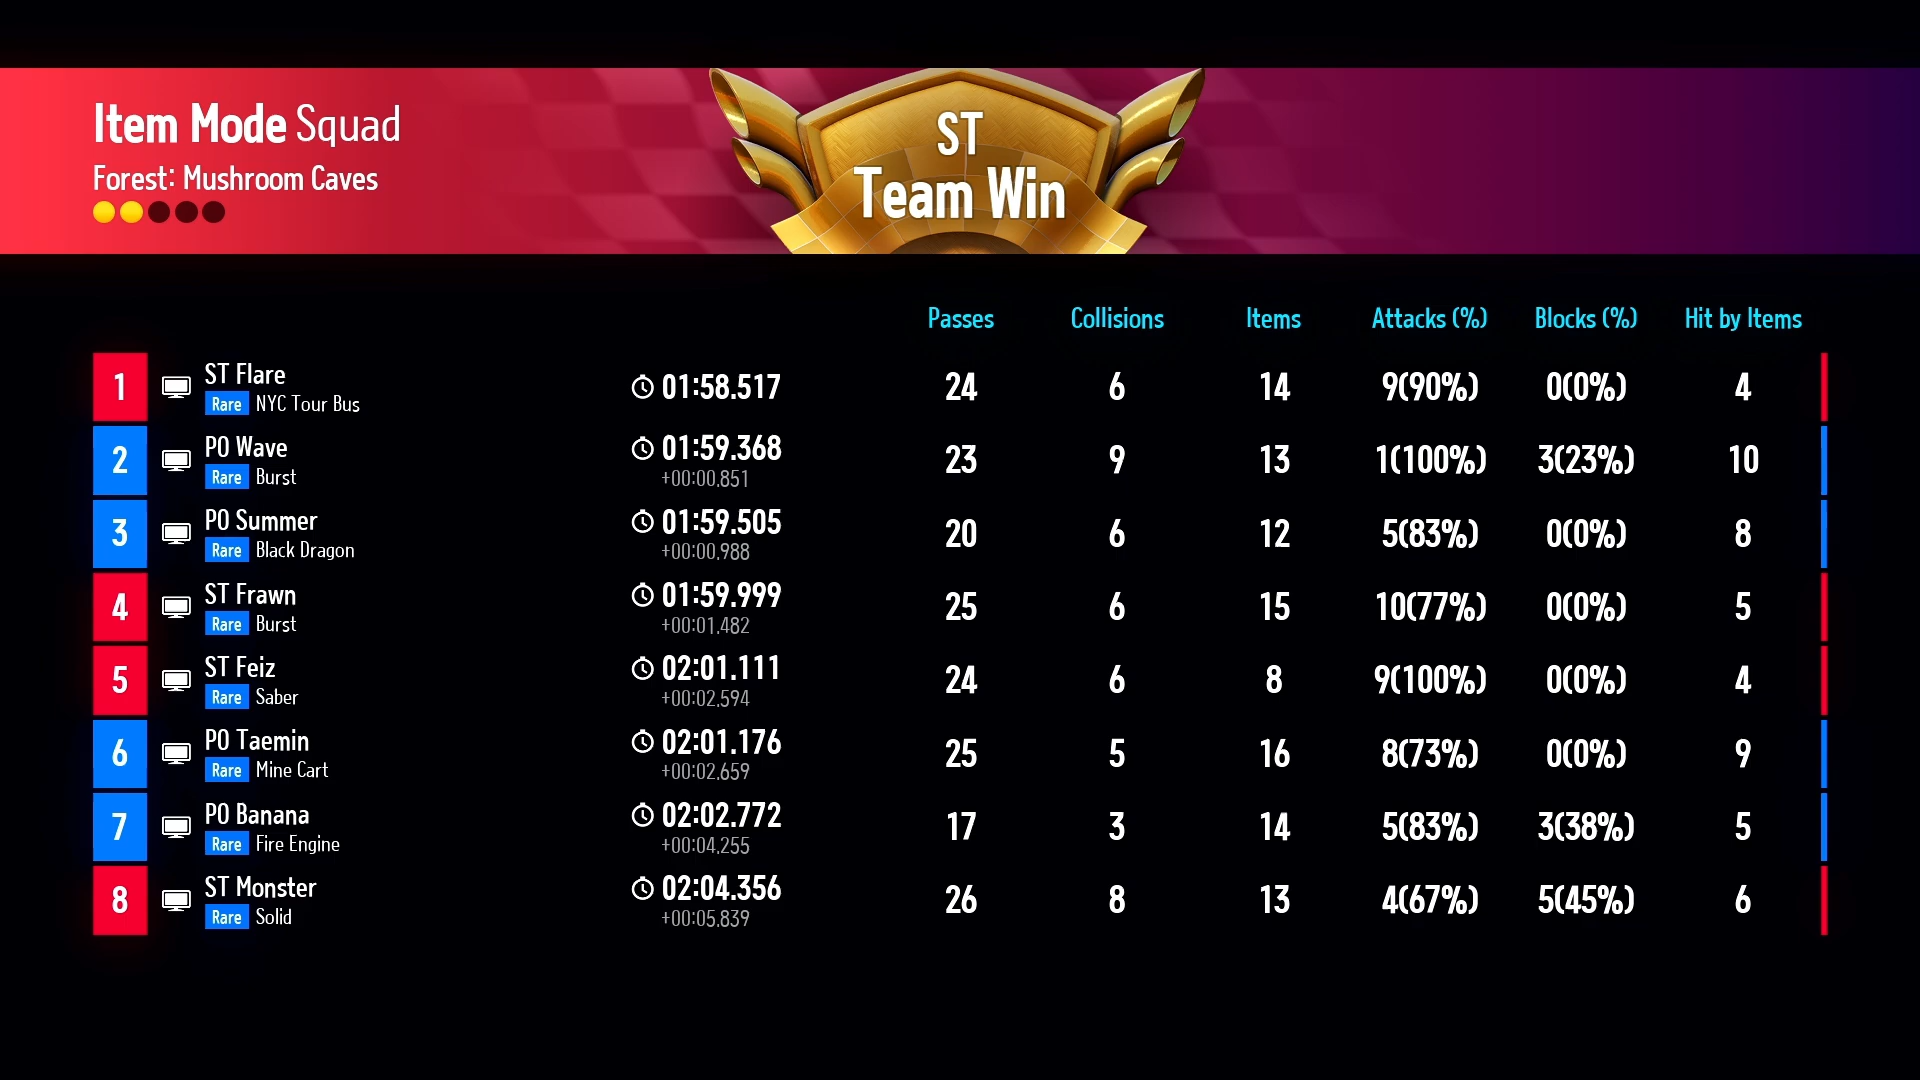 Item Mode Squad
Forest: Mushroom Caves
ST
Team Win
Passes Collisions Items Attacks (%) Blocks (%) Hit by Items
1 ST Flare 01:58.517 24 6 14 9(90%) 0(0%) 4
Rare NYC Tour Bus
2 PO Wave 01:59.368 23 9 13 1(100%) 3(23%) 10
Rare Burst +00:00.851
3 PO Summer 01:59.505 20 6 12 5(83%) 0(0%) 8
Rare Black Dragon +00:00.988
4 ST Frawn 01:59.999 25 6 15 10(77%) 0(0%) 5
Rare Burst +00:01.482
5 ST Feiz 02:01.111 24 6 8 9(100%) 0(0%) 4
Rare Saber +00:02.594
6 PO Taemin 02:01.176 25 5 16 8(73%) 0(0%) 9
Rare Mine Cart +00:02.659
7 PO Banana 02:02.772 17 3 14 5(83%) 3(38%) 5
Rare Fire Engine +00:04.255
8 ST Monster 02:04.356 26 8 13 4(67%) 5(45%) 6
Rare Solid +00:05.839